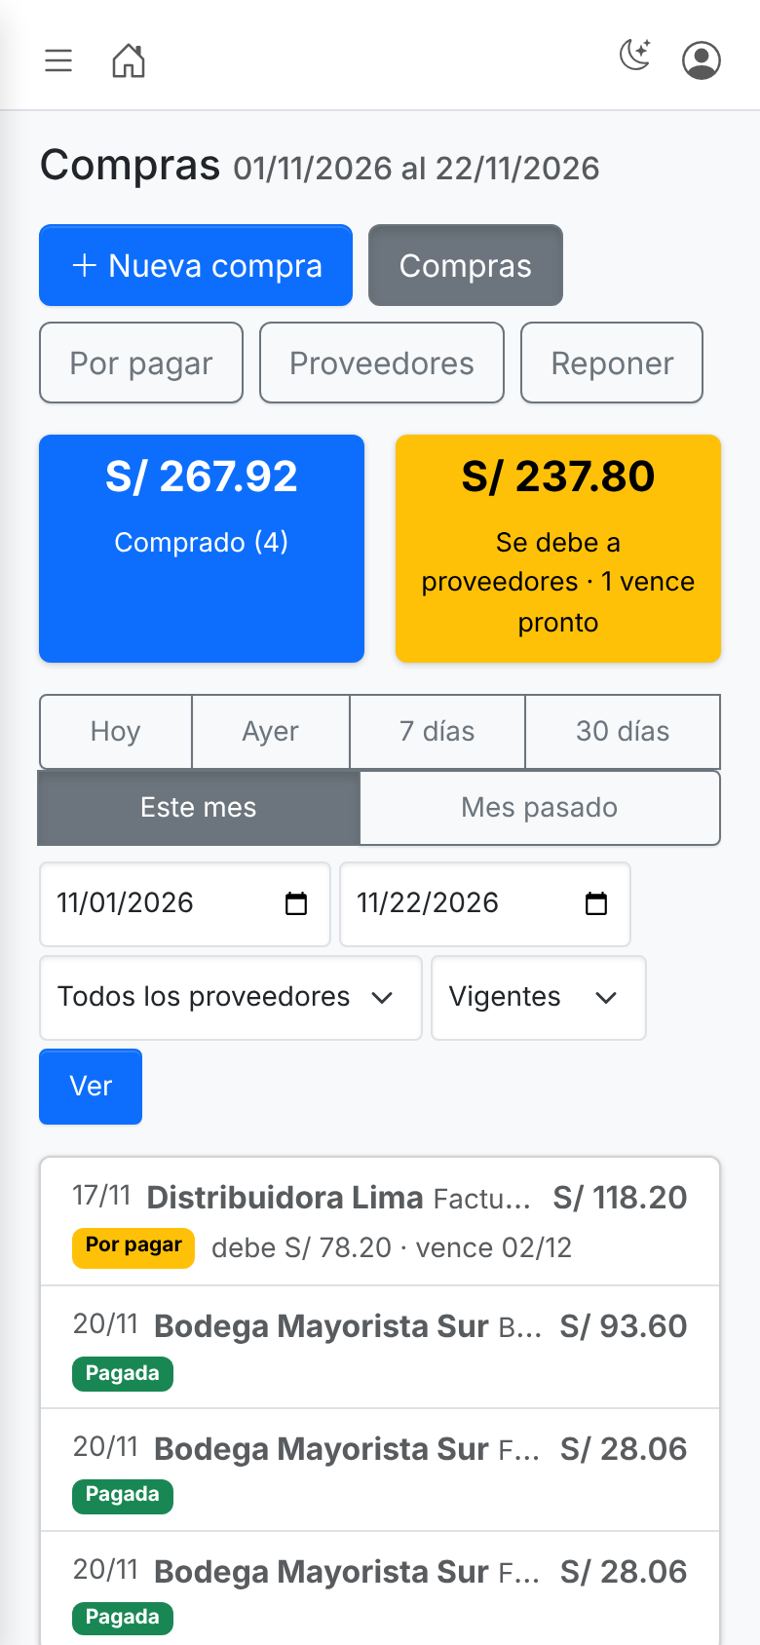 Compras 01/11/2026 al 22/11/2026
+ Nueva compra
Compras
Por pagar
Proveedores
Reponer
S/ 267.92
Comprado (4)
S/ 237.80
Se debe a
proveedores · 1 vence
pronto
Hoy
Ayer
7 días
30 días
Este mes
Mes pasado
11/01/2026
11/22/2026
Todos los proveedores
Vigentes
Ver
17/11 Distribuidora Lima Factu... S/ 118.20
Por pagar debe S/ 78.20 · vence 02/12
20/11 Bodega Mayorista Sur B... S/ 93.60
Pagada
20/11 Bodega Mayorista Sur F... S/ 28.06
Pagada
20/11 Bodega Mayorista Sur F... S/ 28.06
Pagada